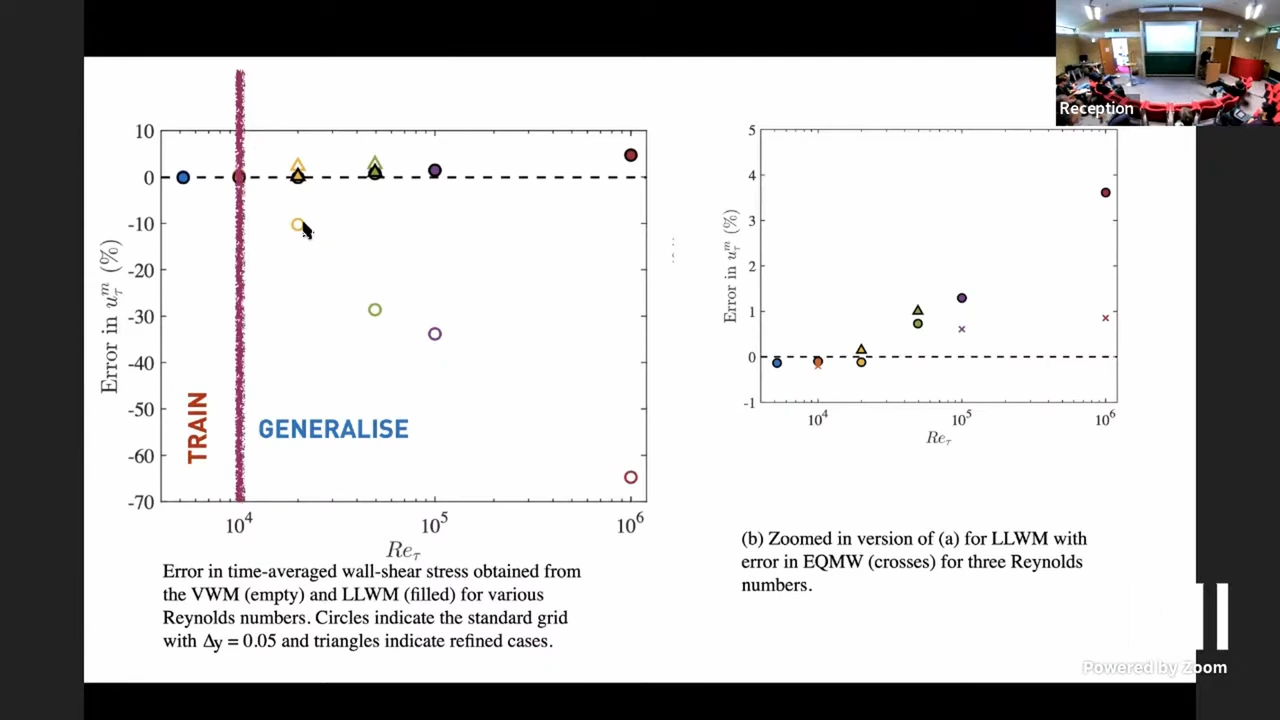 Reception
10
0
-10
-20
-30
-40
-50
-60
-70
Error in u_τ^m (%)
TRAIN
GENERALISE
10^4
10^5
10^6
Re_τ
Error in time-averaged wall-shear stress obtained from
the VWM (empty) and LLWM (filled) for various
Reynolds numbers. Circles indicate the standard grid
with Δy = 0.05 and triangles indicate refined cases.
5
4
3
2
1
0
-1
Error in u_τ^m (%)
10^4
10^5
10^6
Re_τ
(b) Zoomed in version of (a) for LLWM with
error in EQMW (crosses) for three Reynolds
numbers.
Powered by Zoom